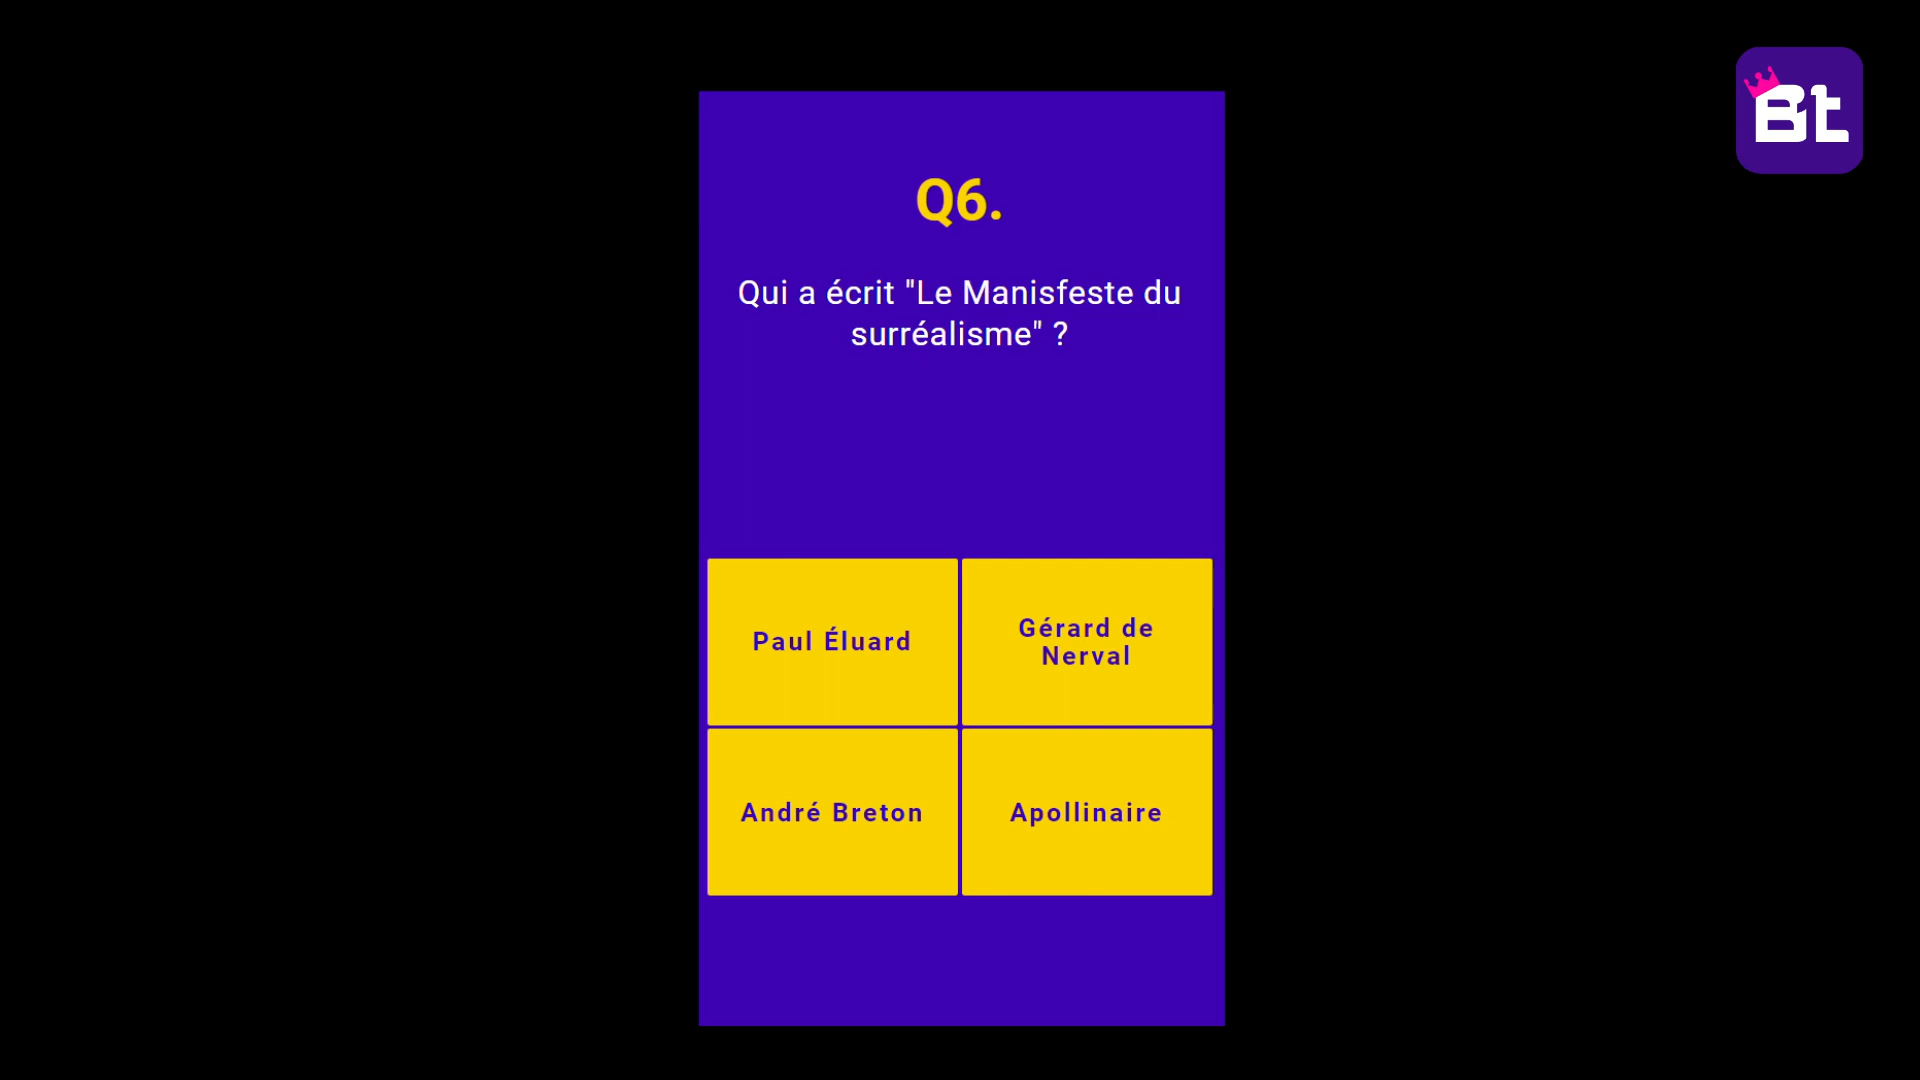 Bt
Q6.
Qui a écrit "Le Manisfeste du
surréalisme" ?
Paul Éluard
Gérard de
Nerval
André Breton
Apollinaire